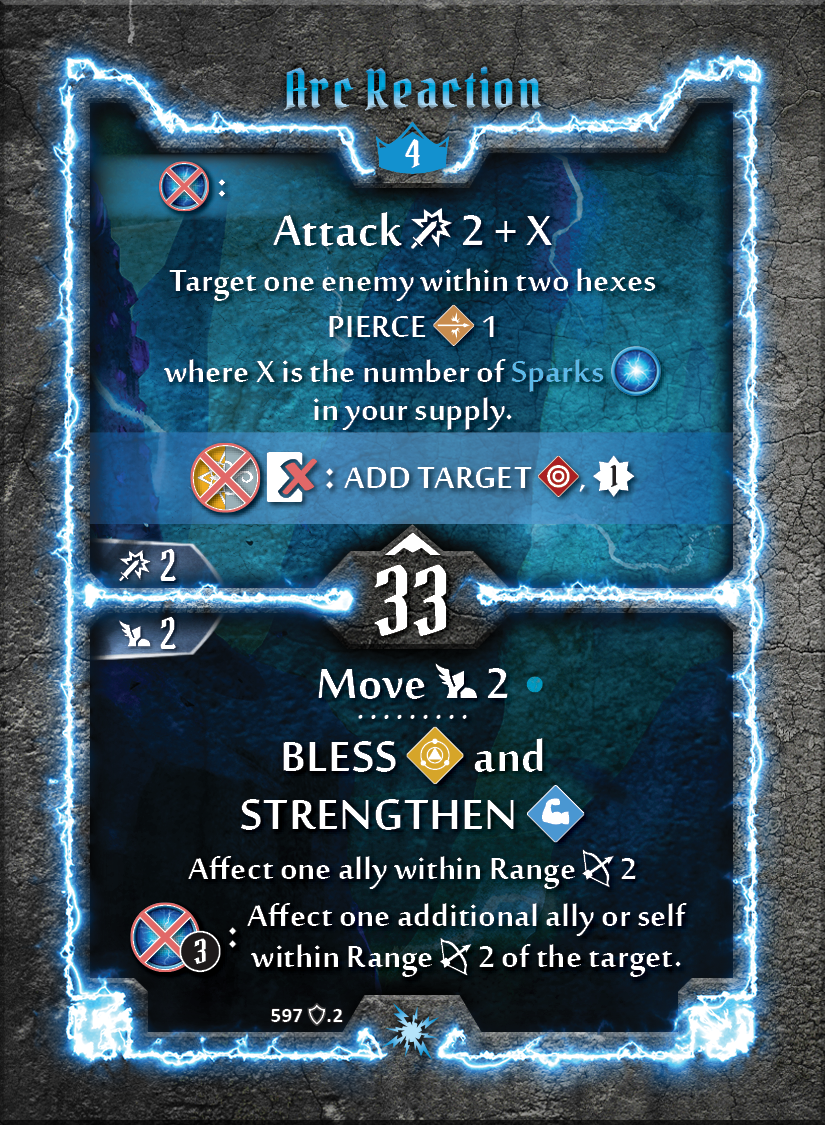 Arc Reaction
4
:
Attack 2 + X
Target one enemy within two hexes
PIERCE 1
where X is the number of Sparks
in your supply.
: ADD TARGET , 1
2
33
2
Move 2
BLESS and
STRENGTHEN
Affect one ally within Range 2
3 : Affect one additional ally or self
within Range 2 of the target.
597 .2